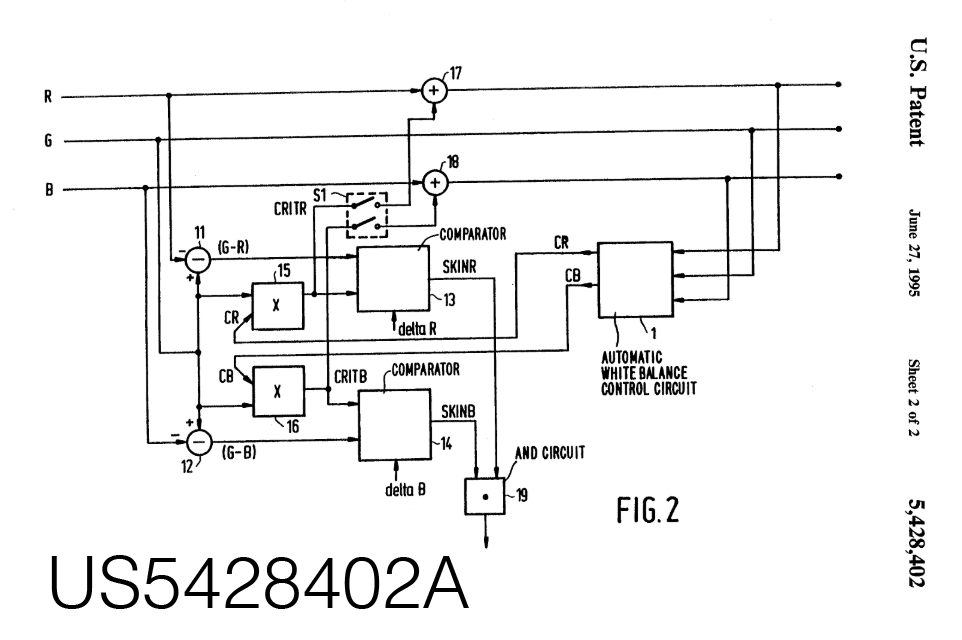 R
G
B
17
18
S1
CRITR
11
-
+
(G-R)
15
X
CR
COMPARATOR
SKINR
13
delta R
CR
CB
1
AUTOMATIC
WHITE BALANCE
CONTROL CIRCUIT
CB
X
16
CRITB
COMPARATOR
SKINB
14
delta B
+
-
12
(G-B)
AND CIRCUIT
19
FIG. 2
U.S. Patent
June 27, 1995
Sheet 2 of 2
5,428,402
US5428402A